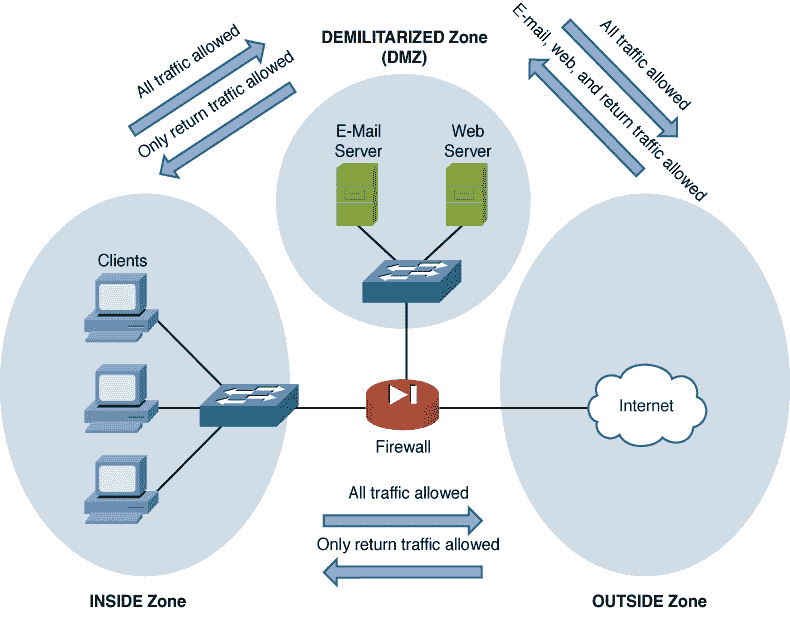 DEMILITARIZED Zone
(DMZ)
All traffic allowed
Only return traffic allowed
E-mail, web, and return traffic allowed
All traffic allowed
E-Mail
Server
Web
Server
Clients
Internet
Firewall
All traffic allowed
Only return traffic allowed
INSIDE Zone
OUTSIDE Zone